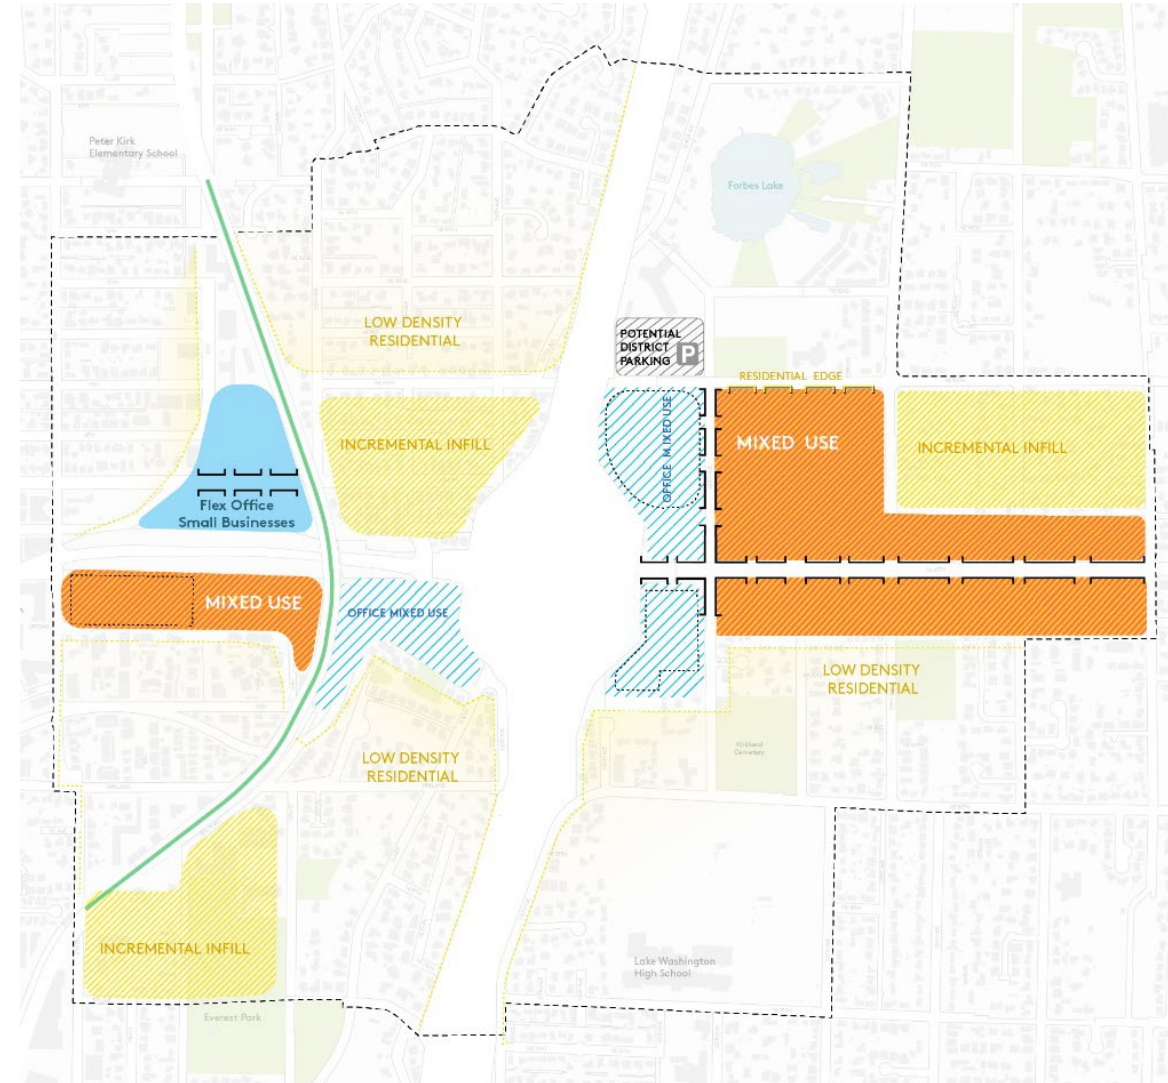 Peter Kirk
Elementary School
Forbes Lake
LOW DENSITY
RESIDENTIAL
POTENTIAL
DISTRICT
PARKING P
RESIDENTIAL EDGE
OFFICE MIXED USE
MIXED USE
INCREMENTAL INFILL
INCREMENTAL INFILL
Flex Office
Small Businesses
MIXED USE
OFFICE MIXED USE
LOW DENSITY
RESIDENTIAL
LOW DENSITY
RESIDENTIAL
Kirkland
Cemetery
INCREMENTAL INFILL
Lake Washington
High School
Everest Park